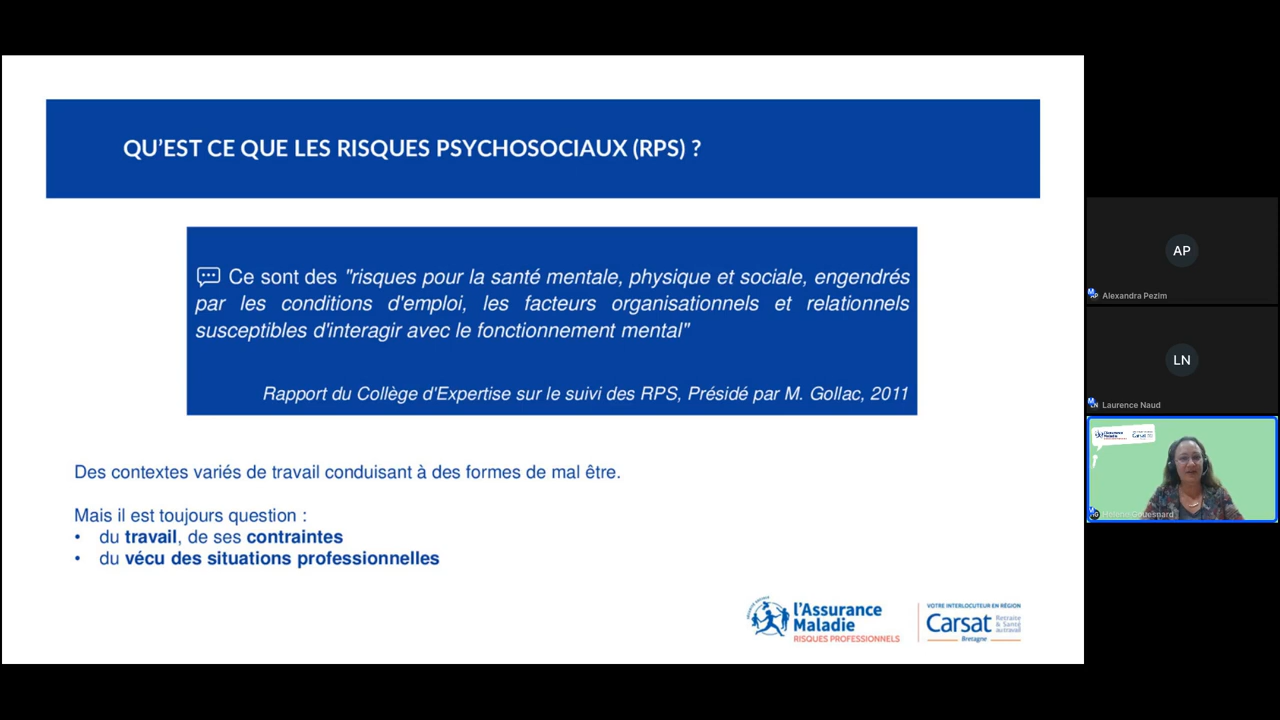 QU'EST CE QUE LES RISQUES PSYCHOSOCIAUX (RPS) ?
Ce sont des "risques pour la santé mentale, physique et sociale, engendrés
par les conditions d'emploi, les facteurs organisationnels et relationnels
susceptibles d'interagir avec le fonctionnement mental"
Rapport du Collège d'Expertise sur le suivi des RPS, Présidé par M. Gollac, 2011
Des contextes variés de travail conduisant à des formes de mal être.
Mais il est toujours question :
• du travail, de ses contraintes
• du vécu des situations professionnelles
l'Assurance
Maladie
RISQUES PROFESSIONNELS
VOTRE INTERLOCUTEUR EN RÉGION
Carsat
Retraite
& Santé
au travail
Bretagne
AP
Alexandra Pezim
LN
Laurence Naud
l'Assurance
Maladie
Carsat